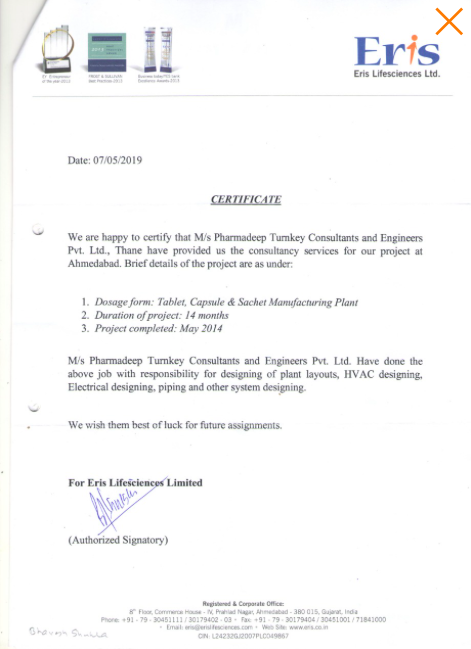 Eris
Eris Lifesciences Ltd.
Date: 07/05/2019
CERTIFICATE
We are happy to certify that M/s Pharmadeep Turnkey Consultants and Engineers
Pvt. Ltd., Thane have provided us the consultancy services for our project at
Ahmedabad. Brief details of the project are as under:
1. Dosage form: Tablet, Capsule & Sachet Manufacturing Plant
2. Duration of project: 14 months
3. Project completed: May 2014
M/s Pharmadeep Turnkey Consultants and Engineers Pvt. Ltd. Have done the
above job with responsibility for designing of plant layouts, HVAC designing,
Electrical designing, piping and other system designing.
We wish them best of luck for future assignments.
For Eris Lifesciences Limited
(Authorized Signatory)
Registered & Corporate Office:
8th Floor, Commerce House - IV, Prahlad Nagar, Ahmedabad - 380 015, Gujarat, India
Phone: +91 - 79 - 30451111 / 30179402 - 03 • Fax: +91 - 79 - 30179404 / 30451001 / 71841000
• Email: eris@erislifesciences.com • Web Site: www.eris.co.in
CIN: L24232GJ2007PLC049867